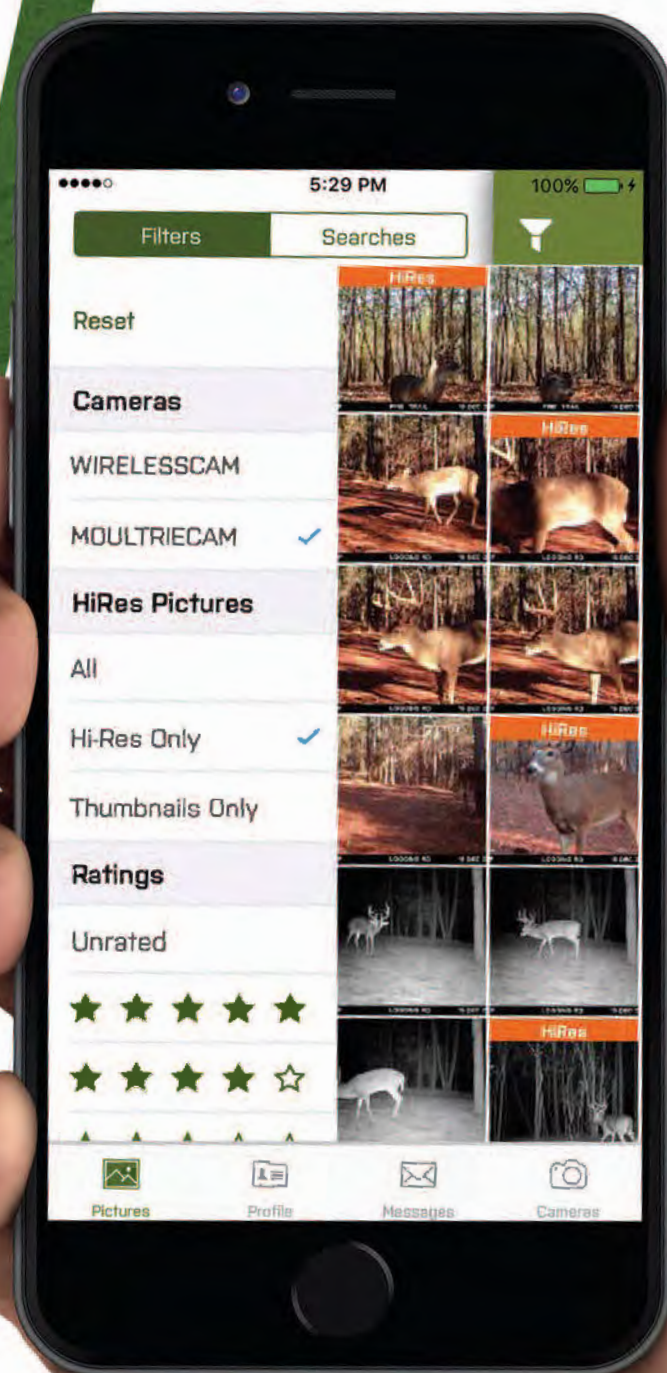 5:29 PM
100%
Filters
Searches
HiRes
Reset
Cameras
WIRELESSCAM
HiRes
MOULTRIECAM
HiRes Pictures
All
Hi-Res Only
HiRes
Thumbnails Only
Ratings
Unrated
HiRes
Pictures
Profile
Messages
Cameras